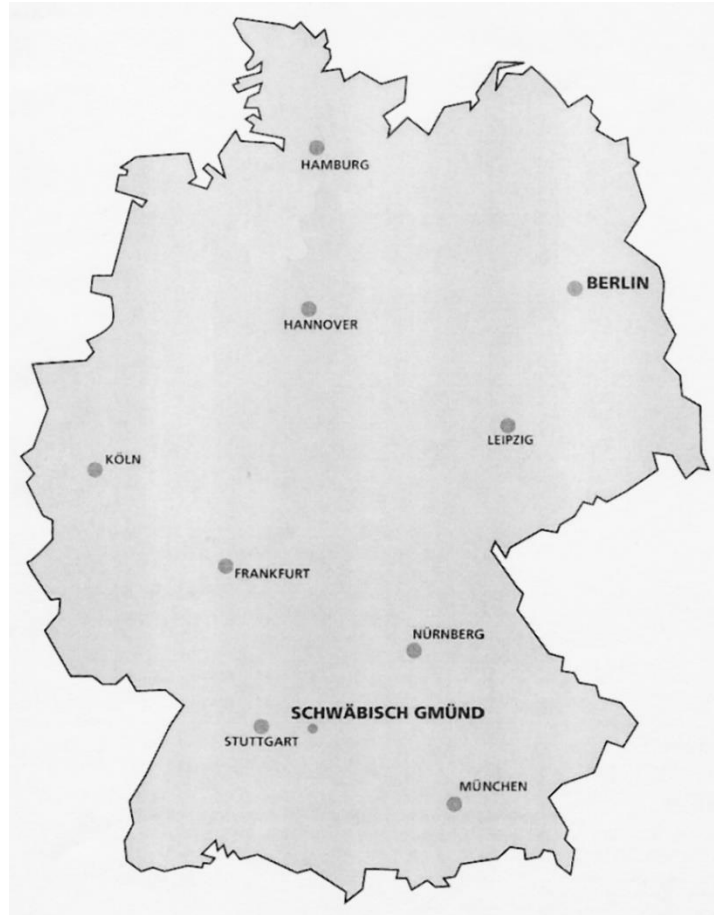 HAMBURG
BERLIN
HANNOVER
LEIPZIG
KÖLN
FRANKFURT
NÜRNBERG
SCHWÄBISCH GMÜND
STUTTGART
MÜNCHEN